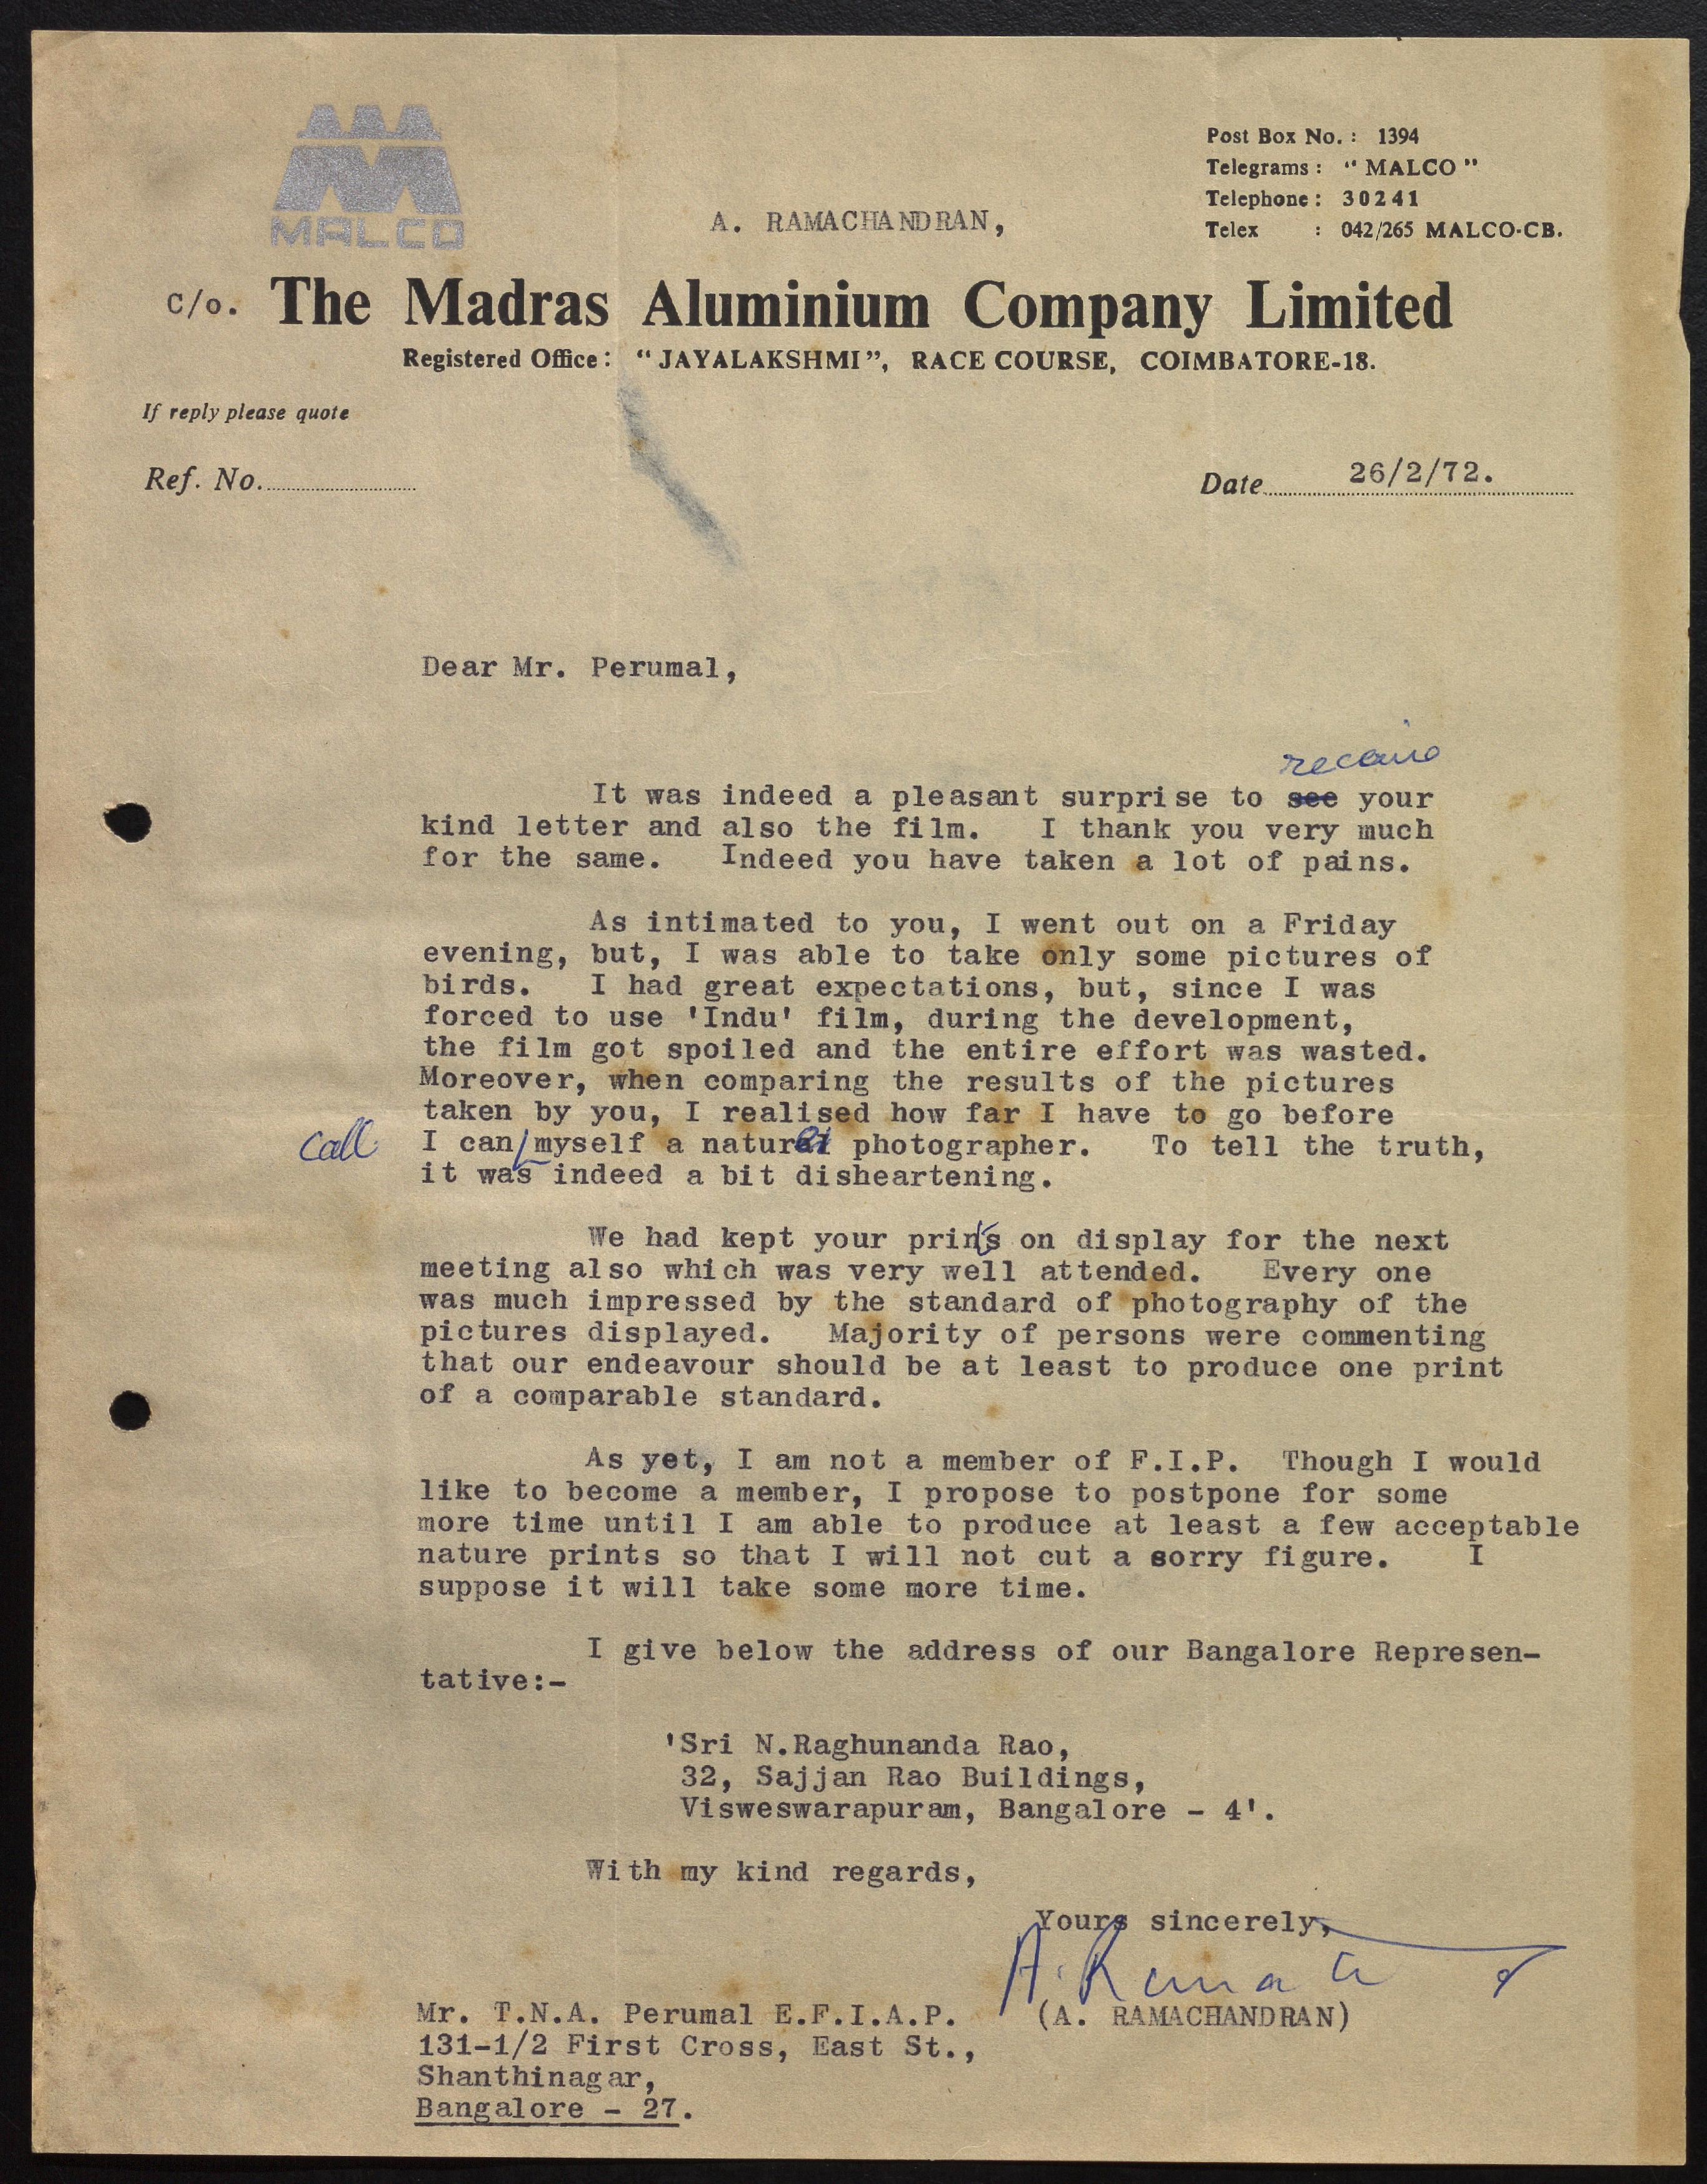 MALCO
Post Box No. : 1394
Telegrams : “ MALCO ”
Telephone : 30241
Telex : 042/265 MALCO-CB.
A. RAMACHANDRAN,
C/o. The Madras Aluminium Company Limited
Registered Office : “ JAYALAKSHMI ”, RACE COURSE, COIMBATORE-18.
If reply please quote
Ref. No.
Date 26/2/72.
Dear Mr. Perumal,
receive
It was indeed a pleasant surprise to see your
kind letter and also the film. I thank you very much
for the same. Indeed you have taken a lot of pains.
As intimated to you, I went out on a Friday
evening, but, I was able to take only some pictures of
birds. I had great expectations, but, since I was
forced to use 'Indu' film, during the development,
the film got spoiled and the entire effort was wasted.
Moreover, when comparing the results of the pictures
taken by you, I realised how far I have to go before
call I can myself a nature photographer. To tell the truth,
it was indeed a bit disheartening.
We had kept your prints on display for the next
meeting also which was very well attended. Every one
was much impressed by the standard of photography of the
pictures displayed. Majority of persons were commenting
that our endeavour should be at least to produce one print
of a comparable standard.
As yet, I am not a member of F.I.P. Though I would
like to become a member, I propose to postpone for some
more time until I am able to produce at least a few acceptable
nature prints so that I will not cut a sorry figure. I
suppose it will take some more time.
I give below the address of our Bangalore Represen-
tative:-
'Sri N.Raghunanda Rao,
32, Sajjan Rao Buildings,
Visweswarapuram, Bangalore - 4'.
With my kind regards,
Yours sincerely,
(A. RAMACHANDRAN)
Mr. T.N.A. Perumal E.F.I.A.P.
131-1/2 First Cross, East St.,
Shanthinagar,
Bangalore - 27.